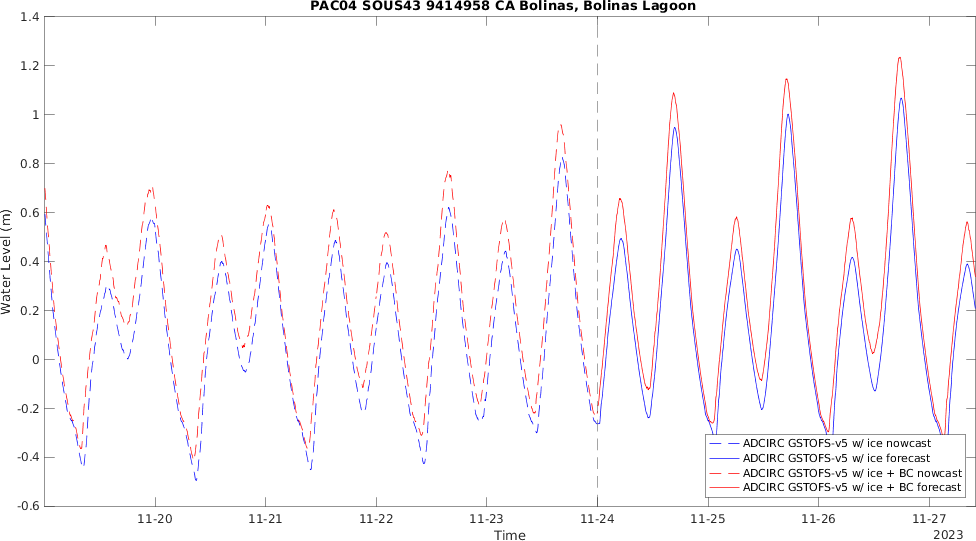 PAC04 SOUS43 9414958 CA Bolinas, Bolinas Lagoon
1.4
1.2
1
0.8
0.6
0.4
0.2
0
-0.2
-0.4
-0.6
Water Level (m)
ADCIRC GSTOFS-v5 w/ ice nowcast
ADCIRC GSTOFS-v5 w/ ice forecast
ADCIRC GSTOFS-v5 w/ ice + BC nowcast
ADCIRC GSTOFS-v5 w/ ice + BC forecast
11-20 11-21 11-22 11-23 11-24 11-25 11-26 11-27
Time
2023